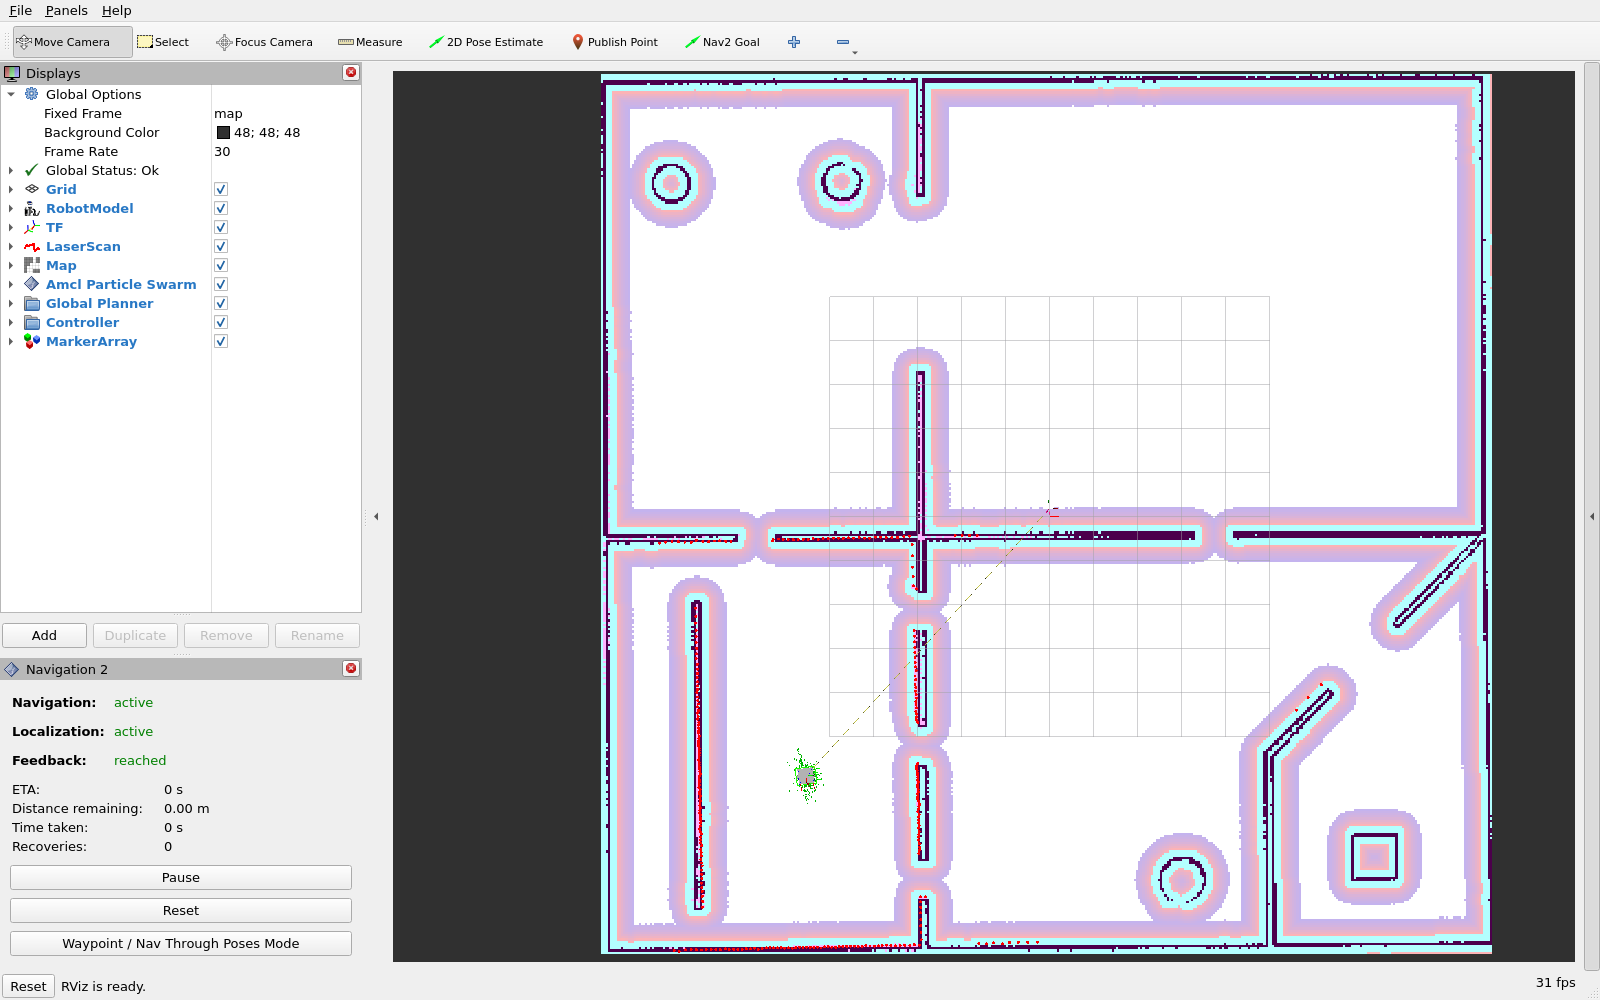 File Panels Help
Move Camera Select Focus Camera Measure 2D Pose Estimate Publish Point Nav2 Goal
Displays
Global Options
Fixed Frame map
Background Color 48; 48; 48
Frame Rate 30
Global Status: Ok
Grid
RobotModel
TF
LaserScan
Map
Amcl Particle Swarm
Global Planner
Controller
MarkerArray
Add Duplicate Remove Rename
Navigation 2
Navigation: active
Localization: active
Feedback: reached
ETA: 0 s
Distance remaining: 0.00 m
Time taken: 0 s
Recoveries: 0
Pause
Reset
Waypoint / Nav Through Poses Mode
Reset RViz is ready. 31 fps